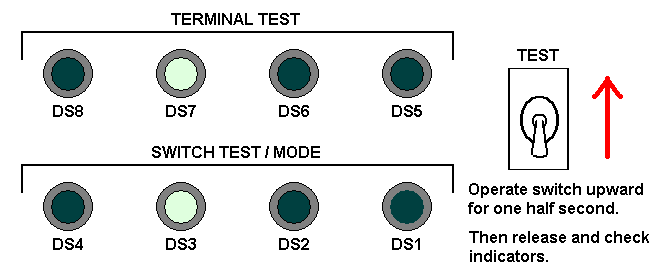 TERMINAL TEST
DS8 DS7 DS6 DS5
SWITCH TEST / MODE
DS4 DS3 DS2 DS1
TEST
Operate switch upward
for one half second.
Then release and check
indicators.